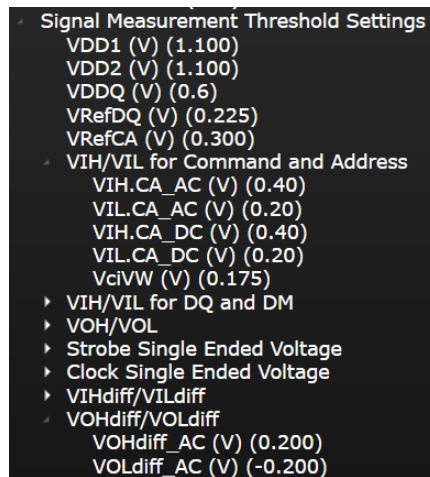 Signal Measurement Threshold Settings
VDD1 (V) (1.100)
VDD2 (V) (1.100)
VDDQ (V) (0.6)
VRefDQ (V) (0.225)
VRefCA (V) (0.300)
VIH/VIL for Command and Address
VIH.CA_AC (V) (0.40)
VIL.CA_AC (V) (0.20)
VIH.CA_DC (V) (0.40)
VIL.CA_DC (V) (0.20)
VciVW (V) (0.175)
VIH/VIL for DQ and DM
VOH/VOL
Strobe Single Ended Voltage
Clock Single Ended Voltage
VIHdiff/VILdiff
VOHdiff/VOLdiff
VOHdiff_AC (V) (0.200)
VOLdiff_AC (V) (-0.200)